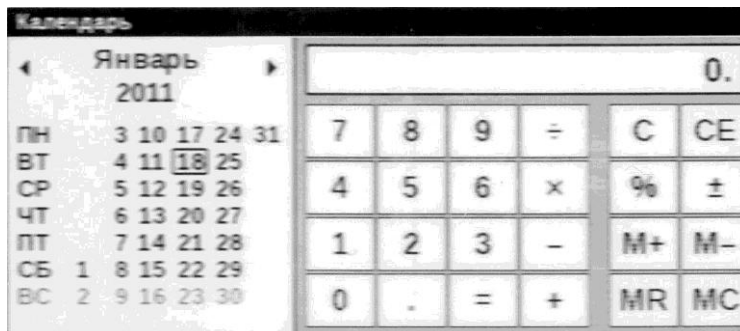 Календарь
Январь
2011
ПН 3 10 17 24 31
ВТ 4 11 18 25
СР 5 12 19 26
ЧТ 6 13 20 27
ПТ 7 14 21 28
СБ 1 8 15 22 29
ВС 2 9 16 23 30
0.
7 8 9 ÷ C CE
4 5 6 × % ±
1 2 3 − M+ M−
0 . = + MR MC